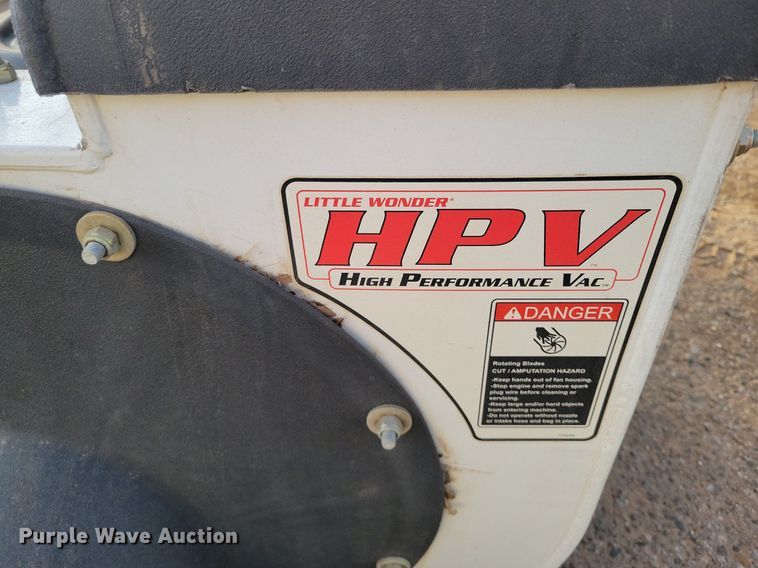 LITTLE WONDER®
HPV™
HIGH PERFORMANCE VAC™
DANGER
Rotating Blades
CUT / AMPUTATION HAZARD
-Keep hands out of fan housing.
-Stop engine and remove spark
plug wire before cleaning or
servicing.
-Keep large and/or hard objects
from entering machine.
-Do not operate without nozzle
or intake hose and bag in place.
Purple Wave Auction